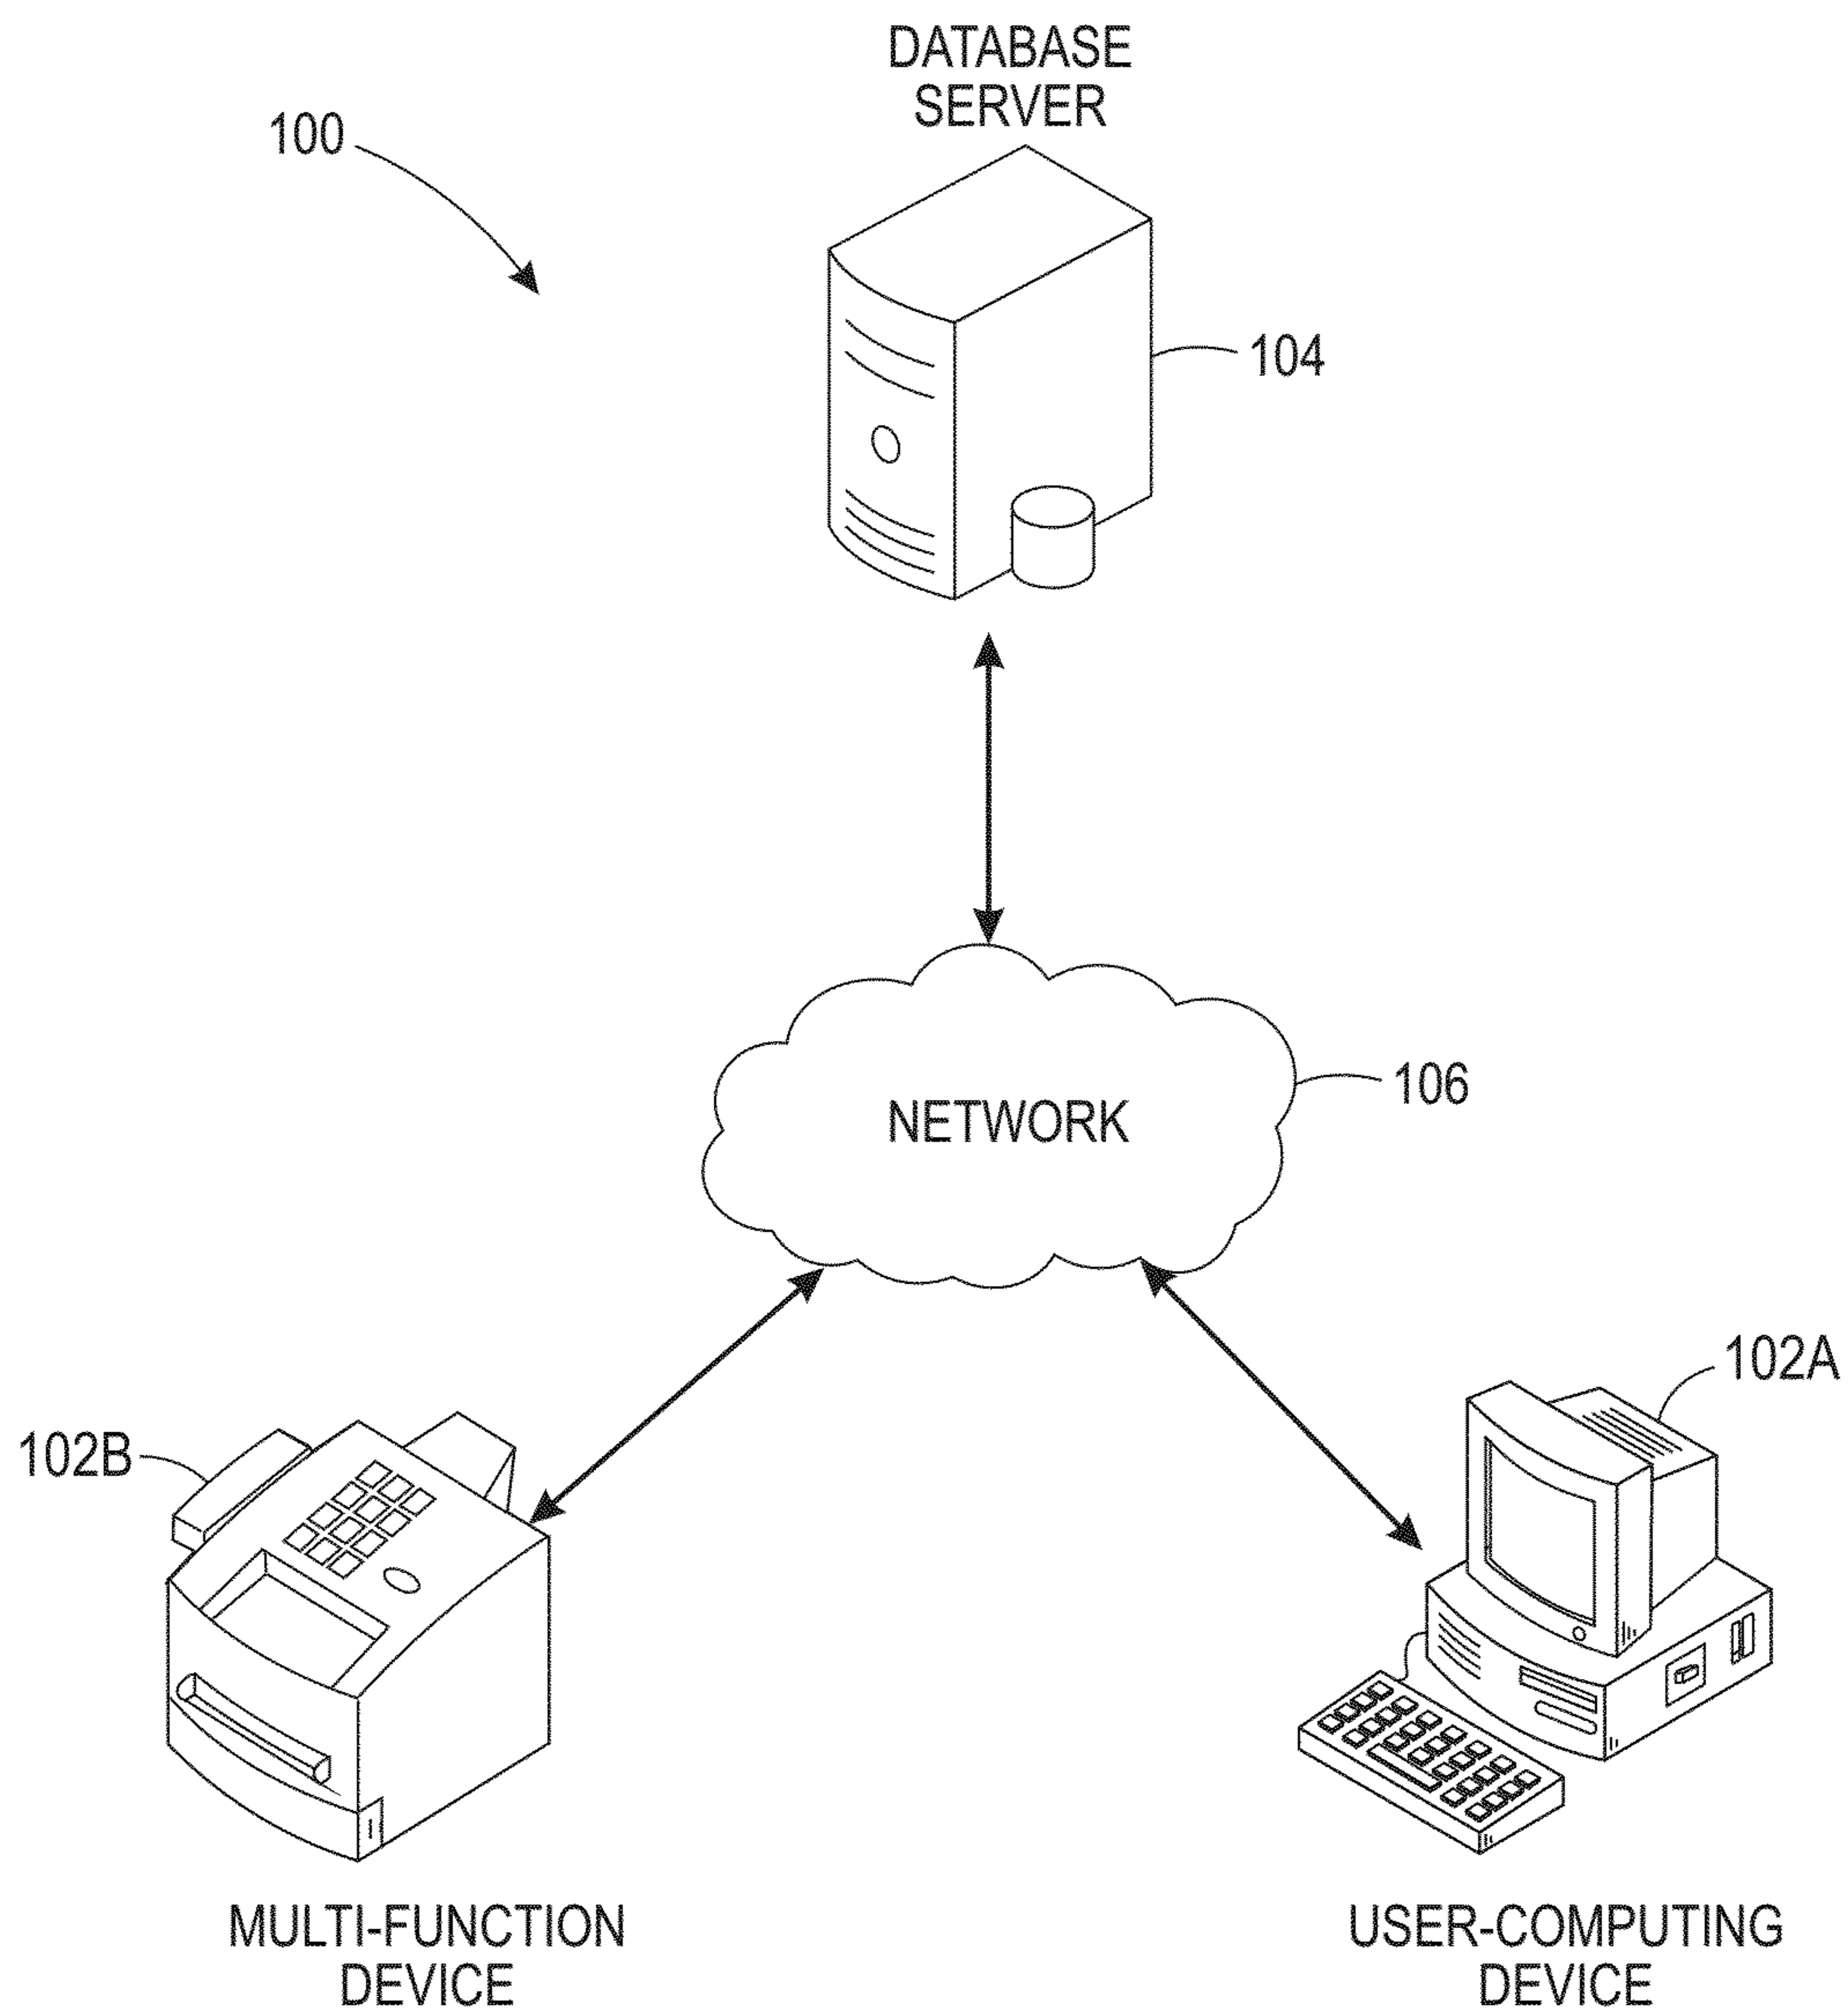 DATABASE
SERVER
100
104
NETWORK
106
102A
102B
MULTI-FUNCTION
DEVICE
USER-COMPUTING
DEVICE